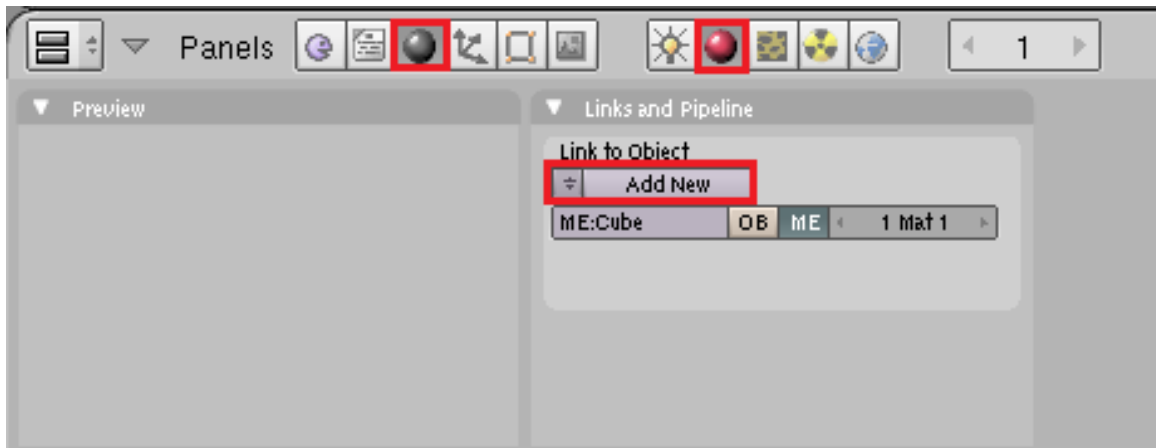 Panels 1
Preview
Links and Pipeline
Link to Object
Add New
ME:Cube OB ME 1 Mat 1